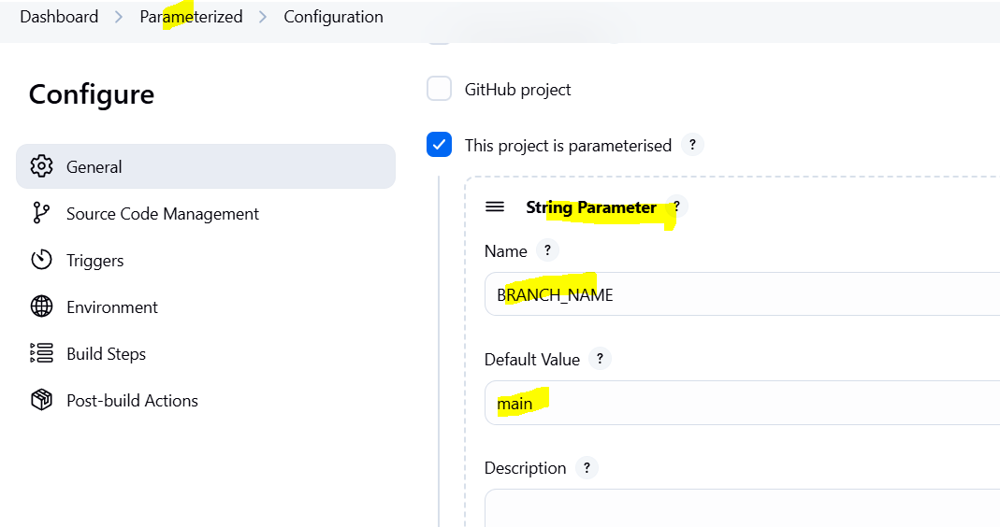 Dashboard > Parameterized > Configuration
Configure
General
Source Code Management
Triggers
Environment
Build Steps
Post-build Actions
GitHub project
This project is parameterised ?
String Parameter ?
Name ?
BRANCH_NAME
Default Value ?
main
Description ?